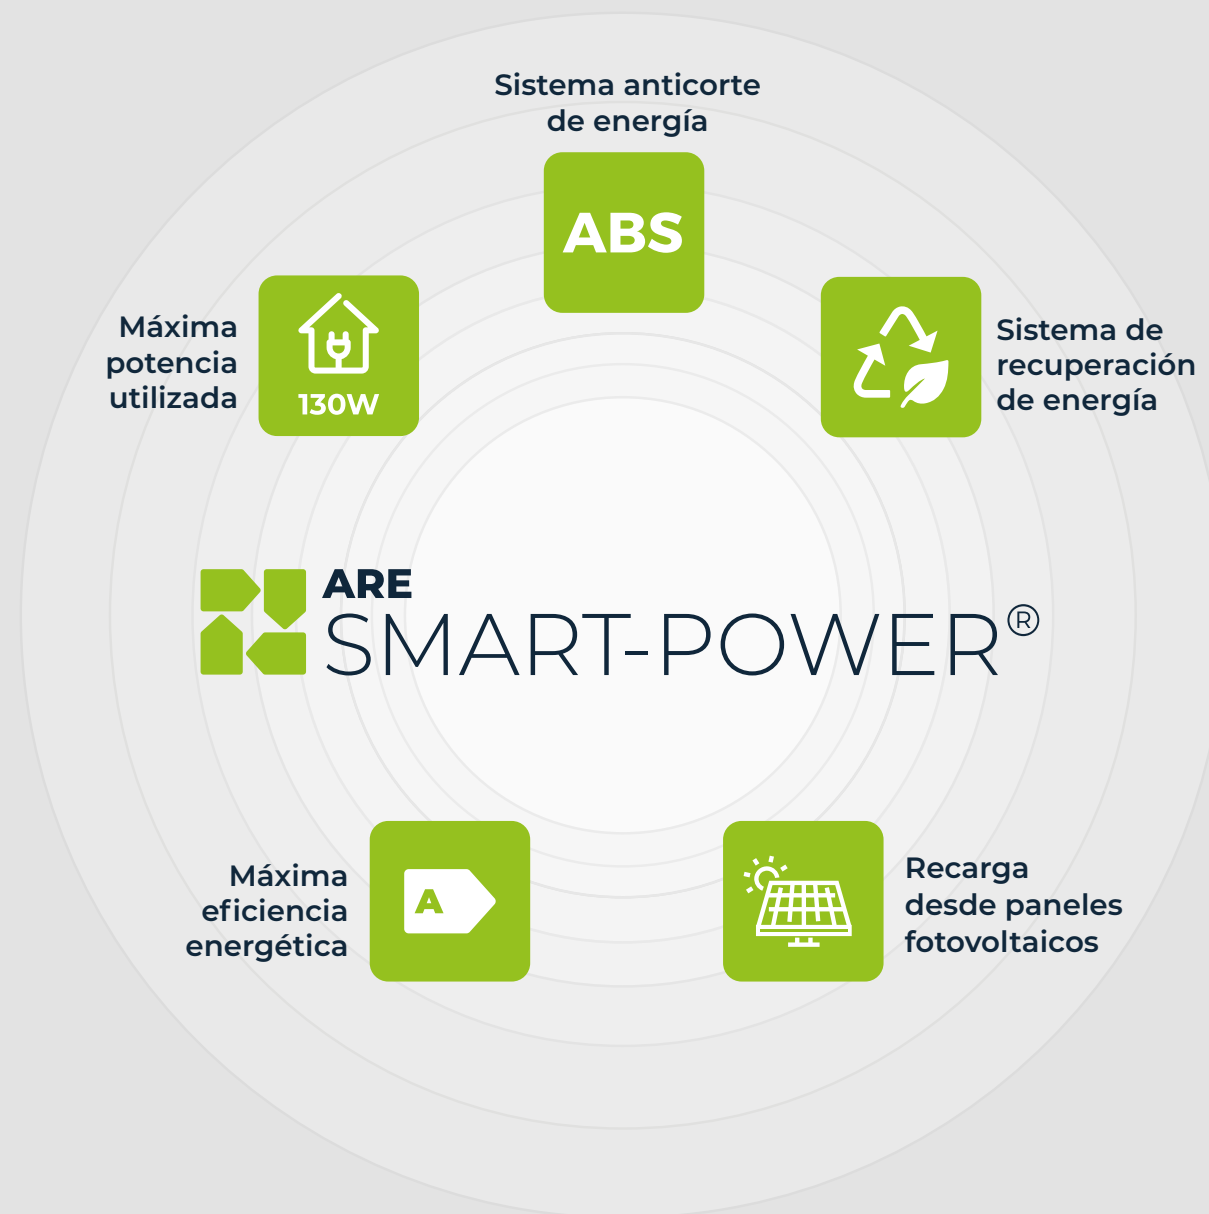 Sistema anticorte
de energía
ABS
Máxima
potencia
utilizada
130W
Sistema de
recuperación
de energía
ARE
SMART-POWER®
Máxima
eficiencia
energética
A
Recarga
desde paneles
fotovoltaicos